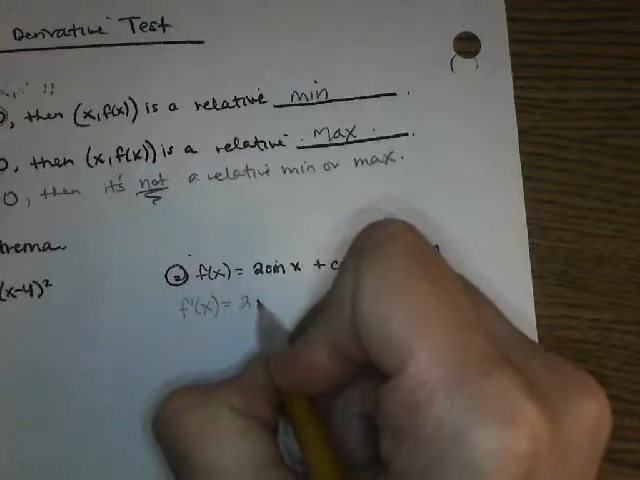 Derivative Test
, then (x,f(x)) is a relative min.
0, then (x,f(x)) is a relative max.
0, then it's not a relative min or max.
trema
(x-4)²
② f(x) = 2sin x + c
f'(x) = 2